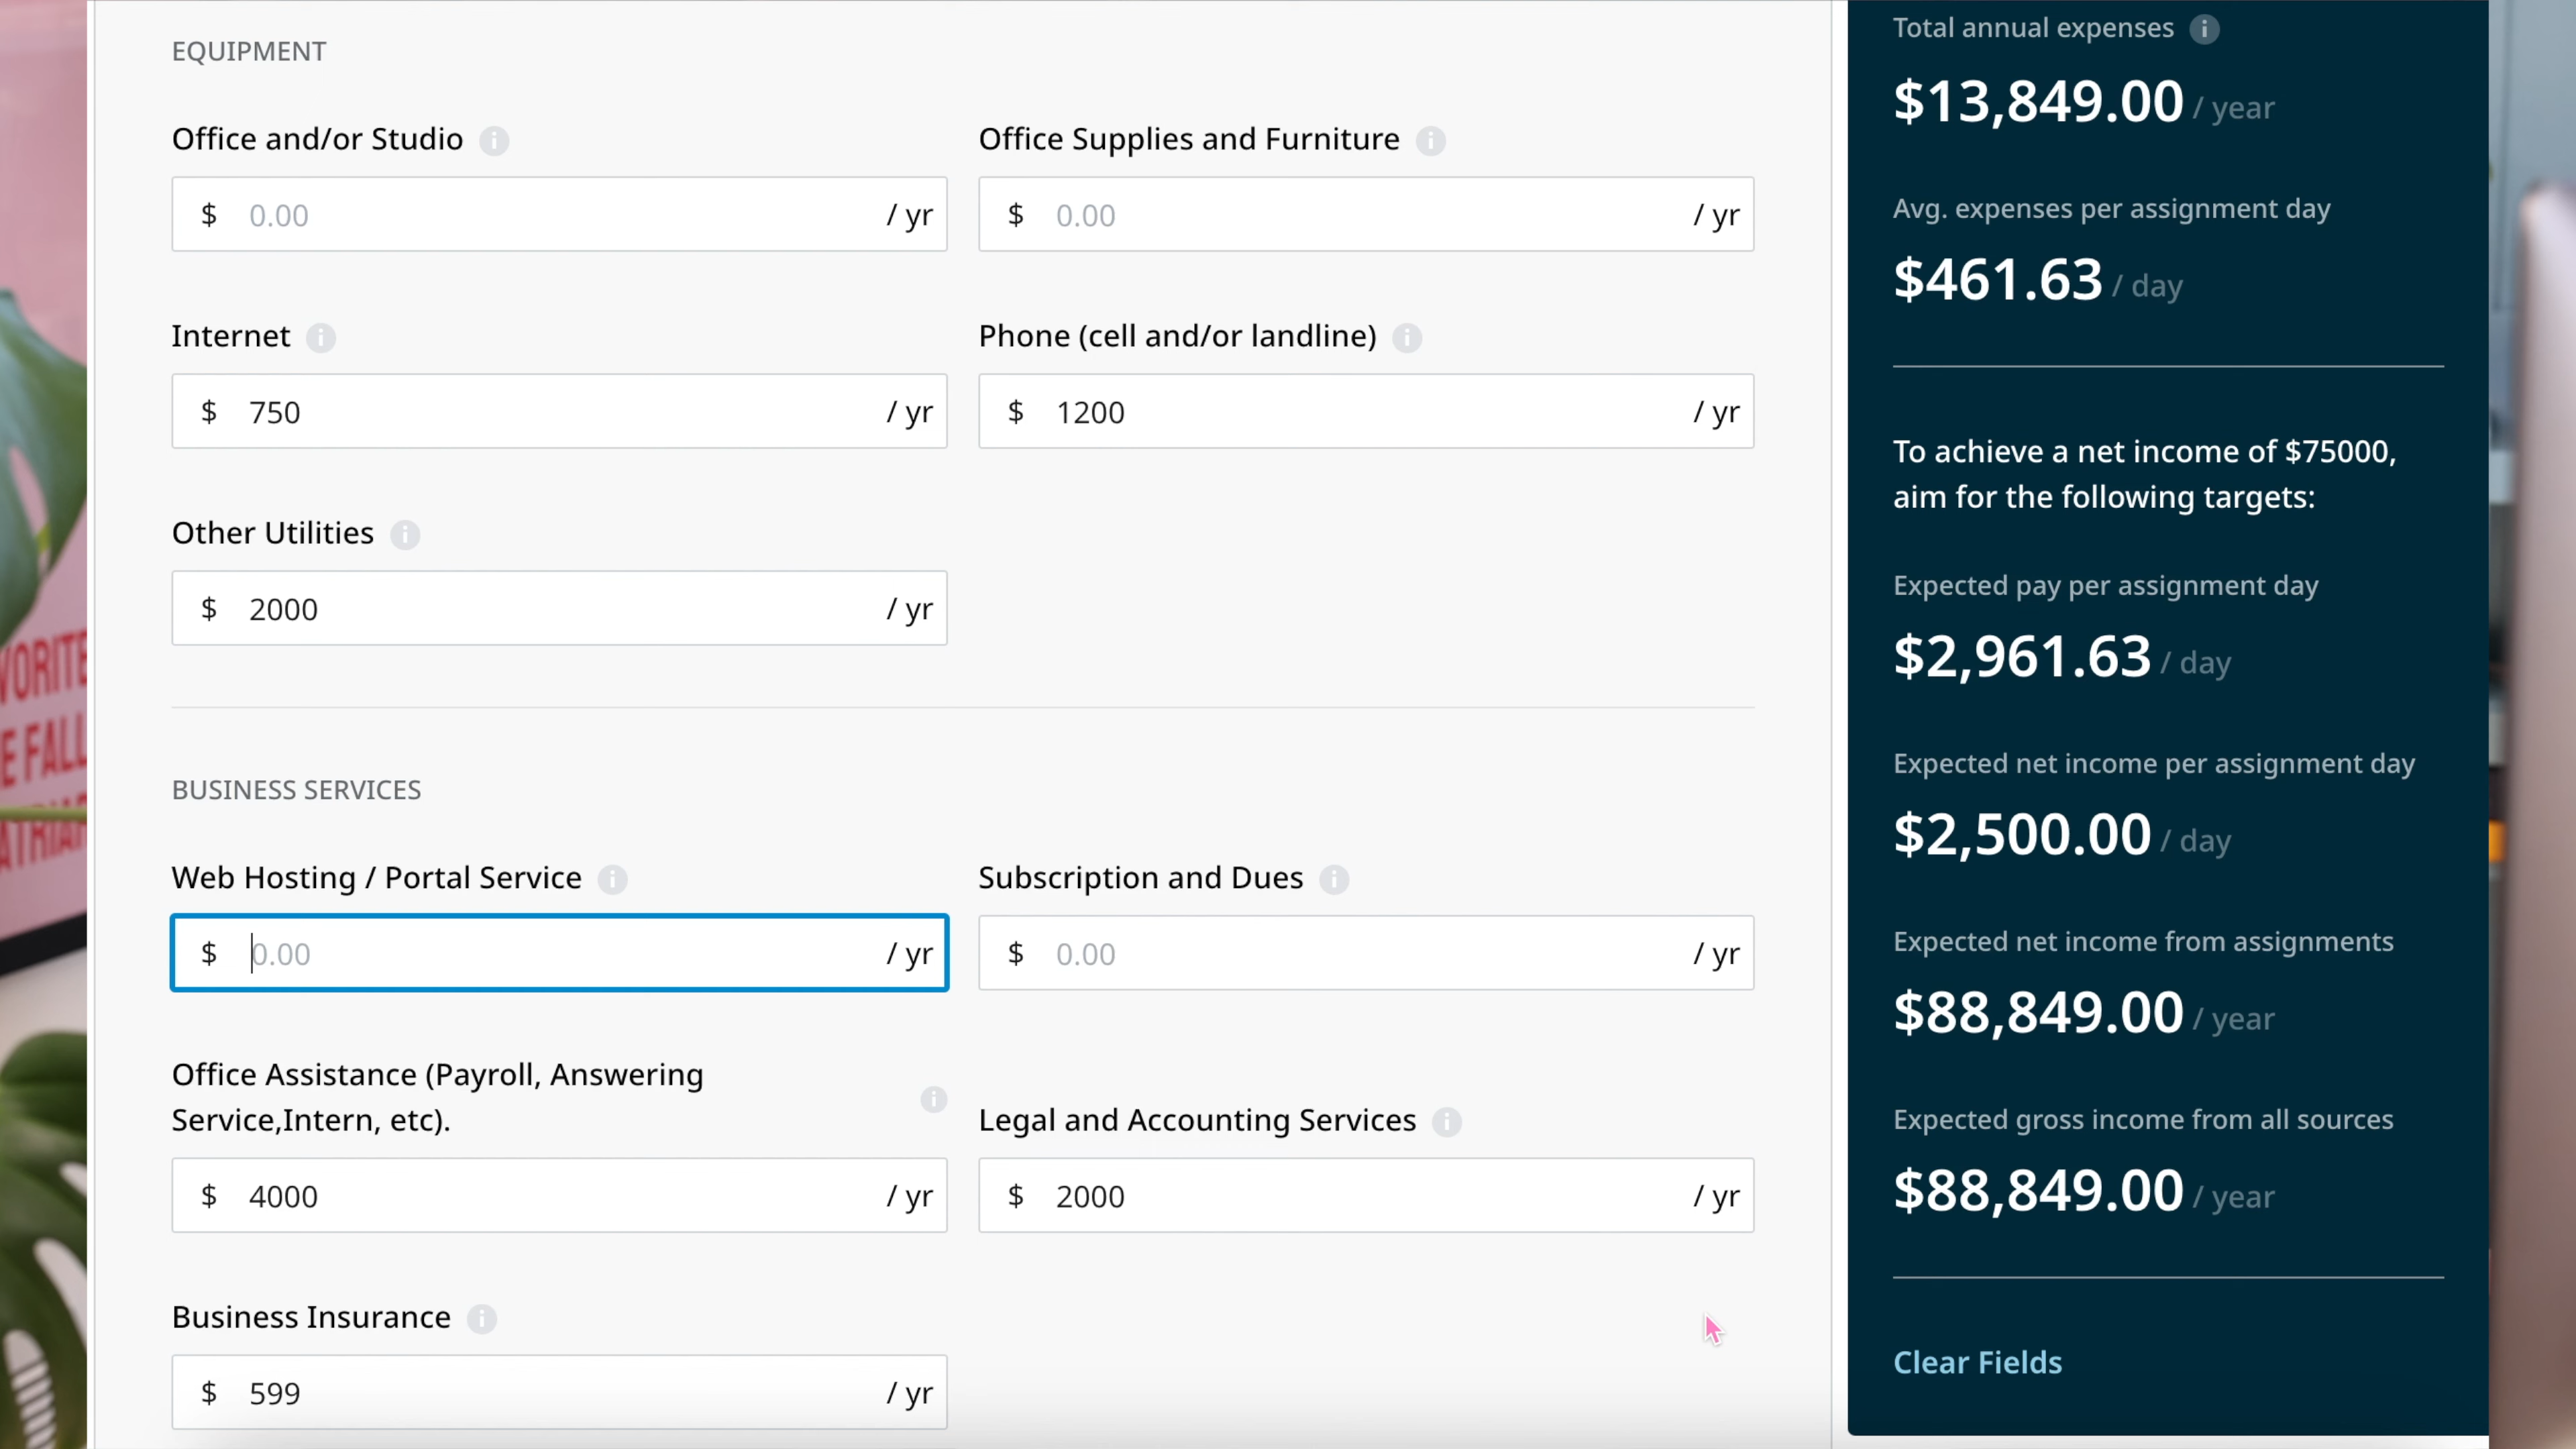 EQUIPMENT
Office and/or Studio
Office Supplies and Furniture
$ 0.00 / yr
$ 0.00 / yr
Internet
Phone (cell and/or landline)
$ 750 / yr
$ 1200 / yr
Other Utilities
$ 2000 / yr
BUSINESS SERVICES
Web Hosting / Portal Service
Subscription and Dues
$ 0.00 / yr
$ 0.00 / yr
Office Assistance (Payroll, Answering
Service,Intern, etc).
Legal and Accounting Services
$ 4000 / yr
$ 2000 / yr
Business Insurance
$ 599 / yr
Total annual expenses
$13,849.00 / year
Avg. expenses per assignment day
$461.63 / day
To achieve a net income of $75000,
aim for the following targets:
Expected pay per assignment day
$2,961.63 / day
Expected net income per assignment day
$2,500.00 / day
Expected net income from assignments
$88,849.00 / year
Expected gross income from all sources
$88,849.00 / year
Clear Fields
VORITE
E FALL
ATRIAR